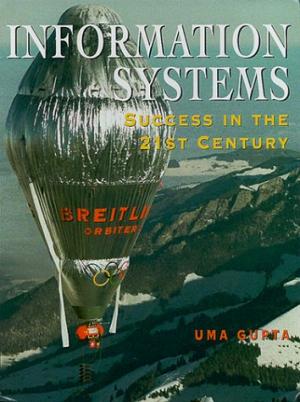 INFORMATION
SYSTEMS
SUCCESS IN THE
21ST CENTURY
ORBITER
UMA GUPTA